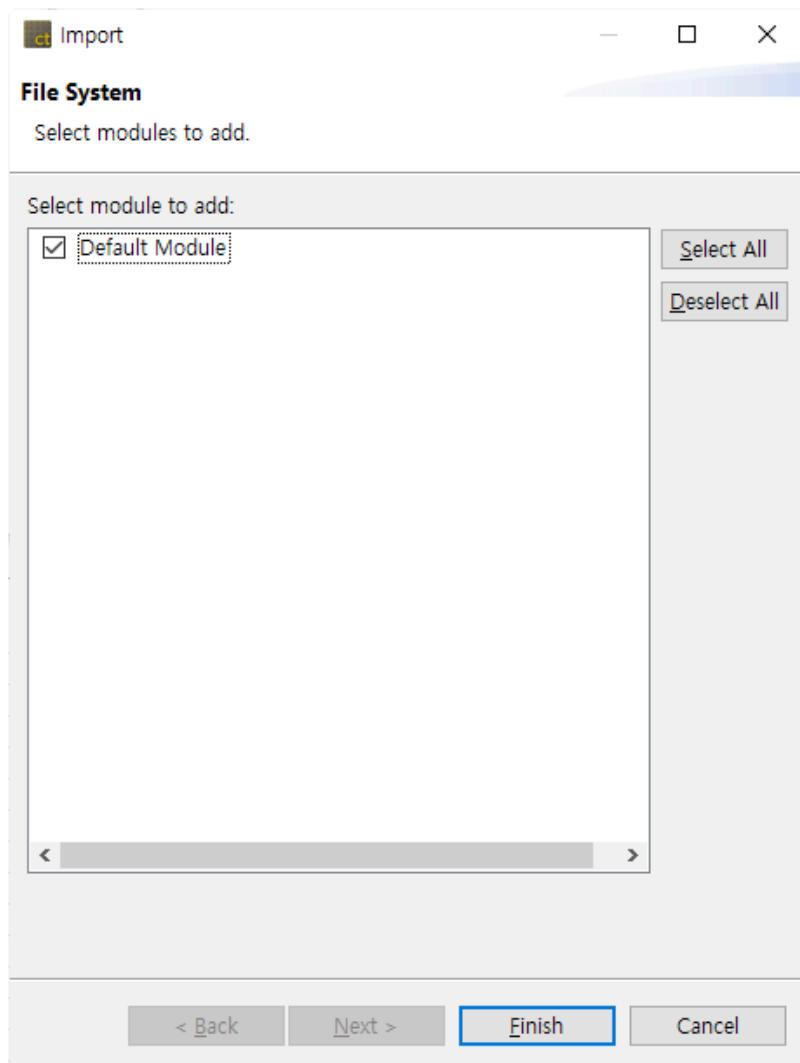 ct Import
File System
Select modules to add.
Select module to add:
Default Module
Select All
Deselect All
< Back Next > Finish Cancel